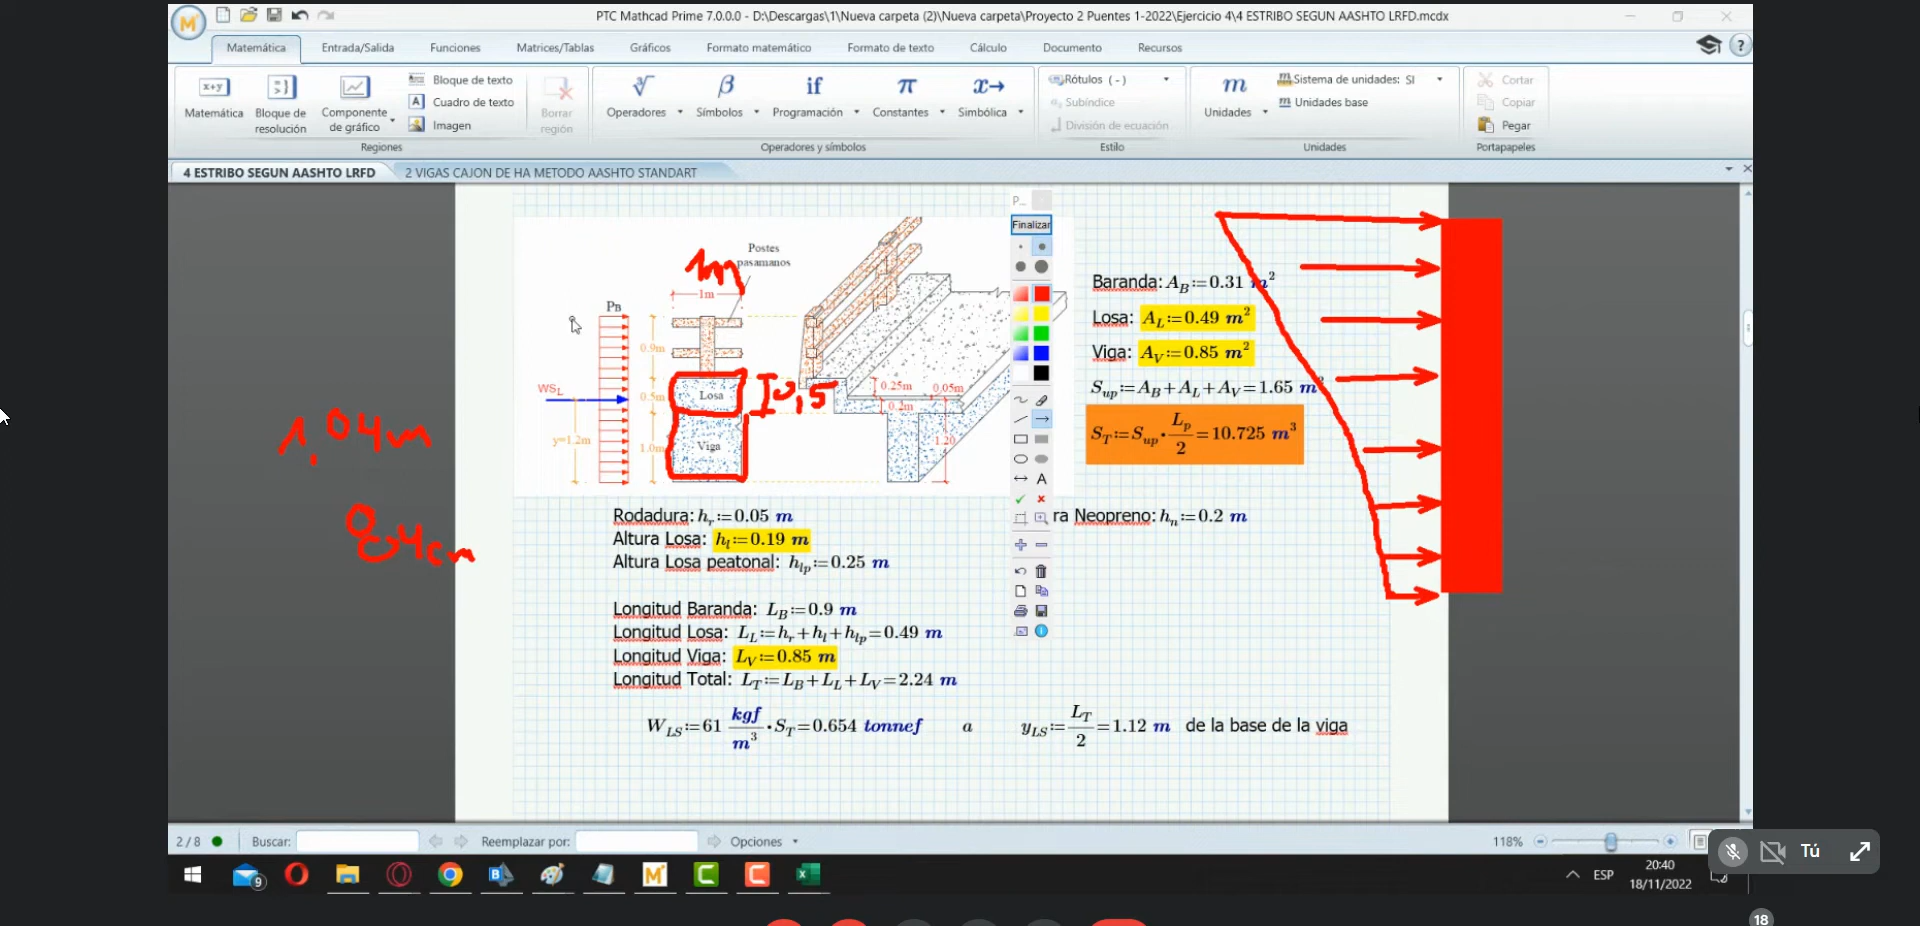 PTC Mathcad Prime 7.0.0.0 - D:\Descargas\1\Nueva carpeta (2)\Nueva carpeta\Proyecto 2 Puentes 1-2022\Ejercicio 4\4 ESTRIBO SEGUN AASHTO LRFD.mcdx
Matemática Entrada/Salida Funciones Matrices/Tablas Gráficos Formato matemático Formato de texto Cálculo Documento Recursos
Matemática
Bloque de resolución
Componente de gráfico
Bloque de texto
Cuadro de texto
Imagen
Borrar región
Regiones
Operadores Símbolos Programación Constantes Simbólica
Operadores y símbolos
Rótulos ( - )
Subíndice
División de ecuación
Estilo
Unidades
Sistema de unidades: SI
Unidades base
Unidades
Cortar
Copiar
Pegar
Portapapeles
4 ESTRIBO SEGUN AASHTO LRFD 2 VIGAS CAJON DE HA METODO AASHTO STANDART
P...
Finalizar
Postes
pasamanos
1m
1m
PB
0.9m
WSL
0.5m
Losa
0,5
y=1.2m
1.0m
Viga
0.25m
0.05m
0.2m
1.20
Baranda: A_B:=0.31 m²
Losa: A_L:=0.49 m²
Viga: A_V:=0.85 m²
S_up:=A_B+A_L+A_V=1.65 m²
S_T:=S_up·L_p/2=10.725 m³
1,04m
8,4cm
Rodadura: h_r:=0.05 m
ra Neopreno: h_n:=0.2 m
Altura Losa: h_l:=0.19 m
Altura Losa peatonal: h_lp:=0.25 m
Longitud Baranda: L_B:=0.9 m
Longitud Losa: L_L:=h_r+h_l+h_lp=0.49 m
Longitud Viga: L_V:=0.85 m
Longitud Total: L_T:=L_B+L_L+L_V=2.24 m
W_LS:=61 kgf/m³·S_T=0.654 tonnef a y_LS:=L_T/2=1.12 m de la base de la viga
2 / 8 Buscar: Reemplazar por: Opciones 118%
Tú
9
ESP
20:40
18/11/2022
18